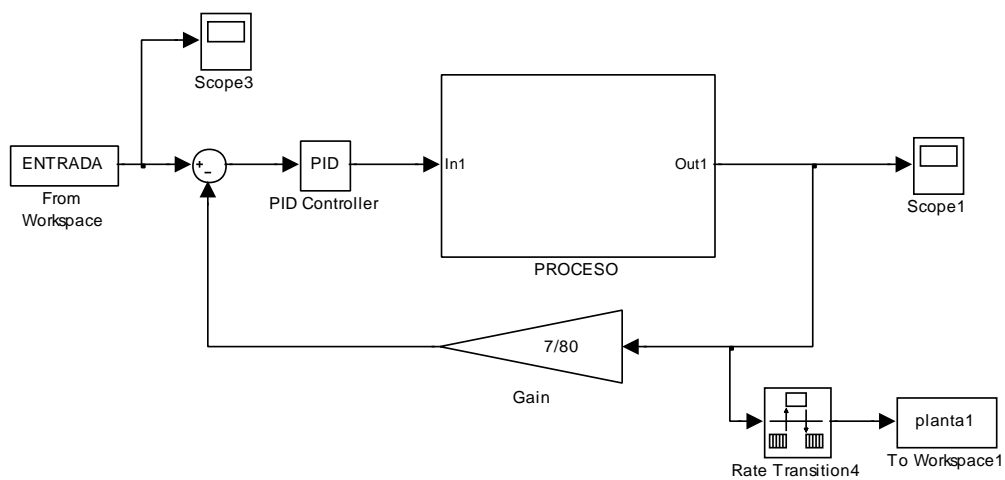 Scope3
ENTRADA
From
Workspace
+
−
PID
PID Controller
In1
Out1
PROCESO
Scope1
7/80
Gain
Rate Transition4
planta1
To Workspace1